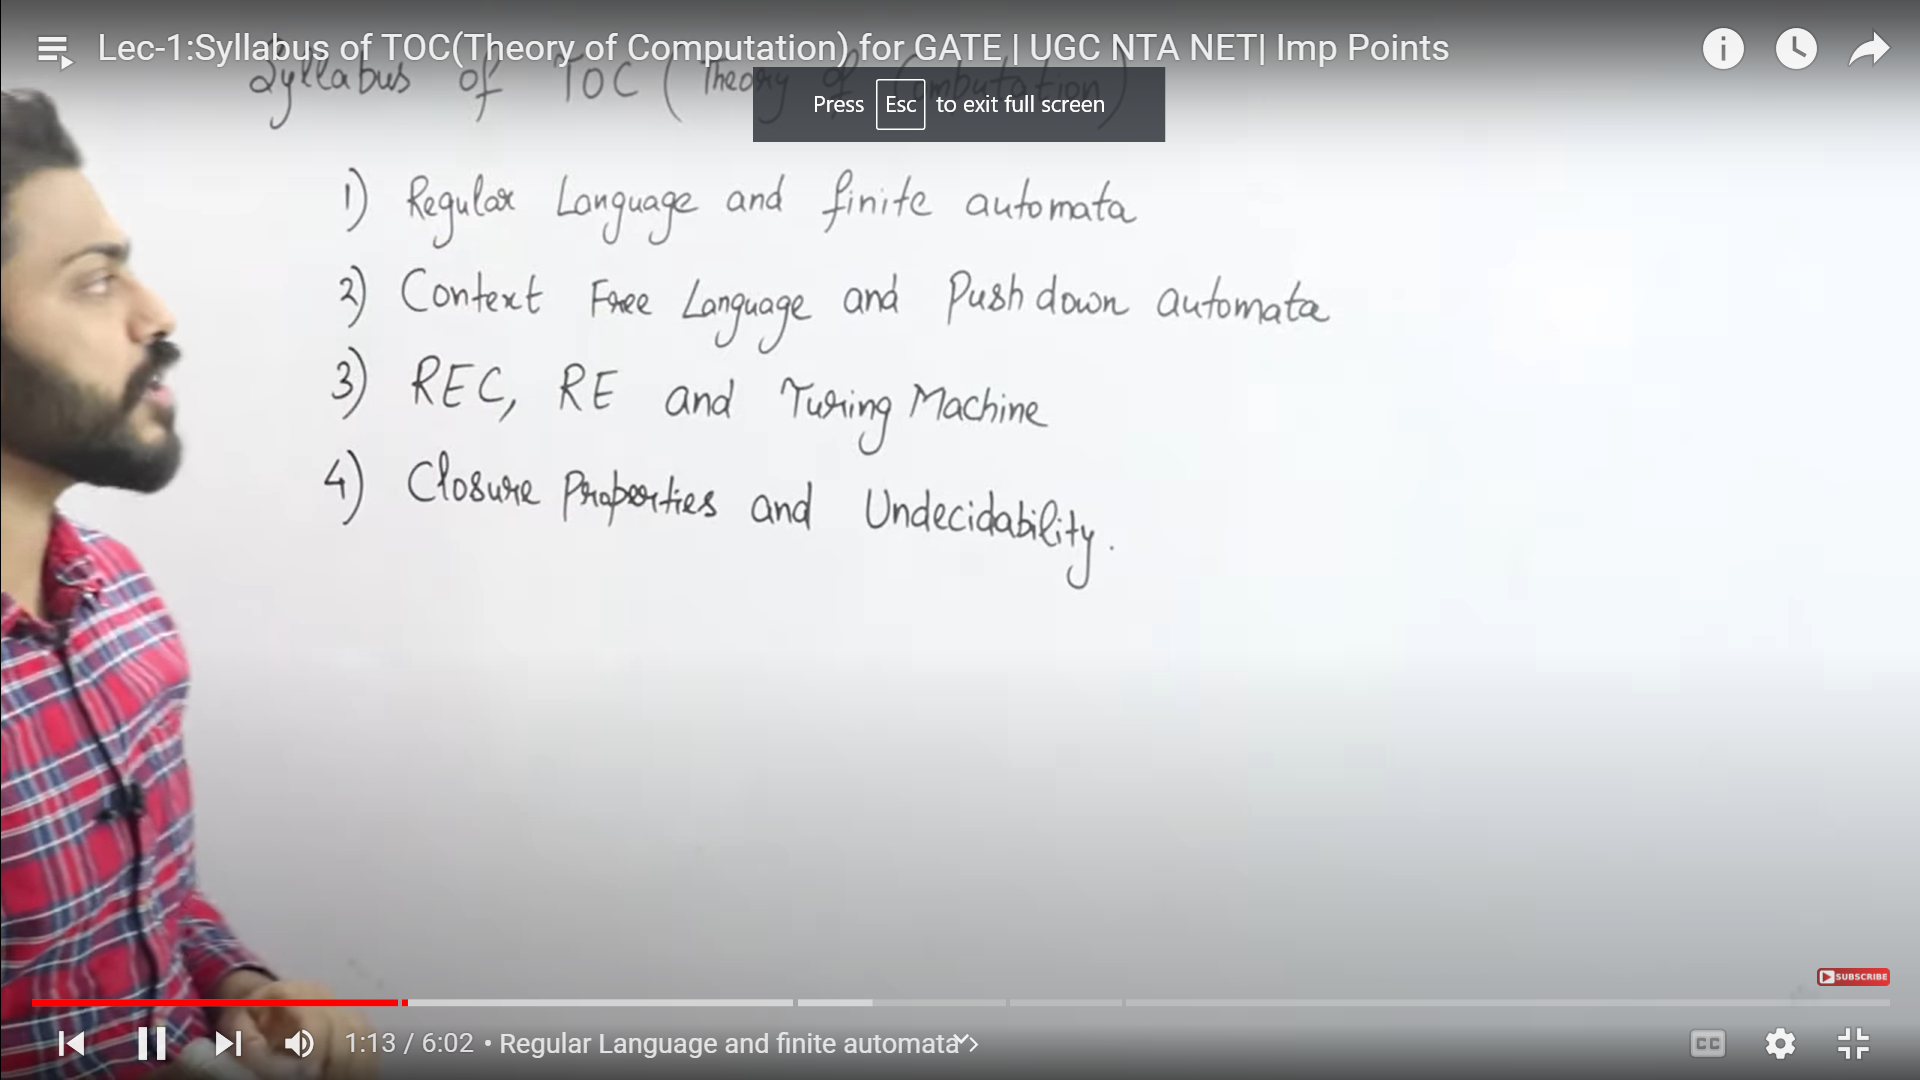 Lec-1:Syllabus of TOC(Theory of Computation) for GATE | UGC NTA NET| Imp Points
Syllabus of TOC (Theory of Computation)
Press Esc to exit full screen
1) Regular Language and finite automata
2) Context Free Language and Pushdown automata
3) REC, RE and Turing Machine
4) Closure Properties and Undecidability.
SUBSCRIBE
1:13 / 6:02 • Regular Language and finite automata
CC